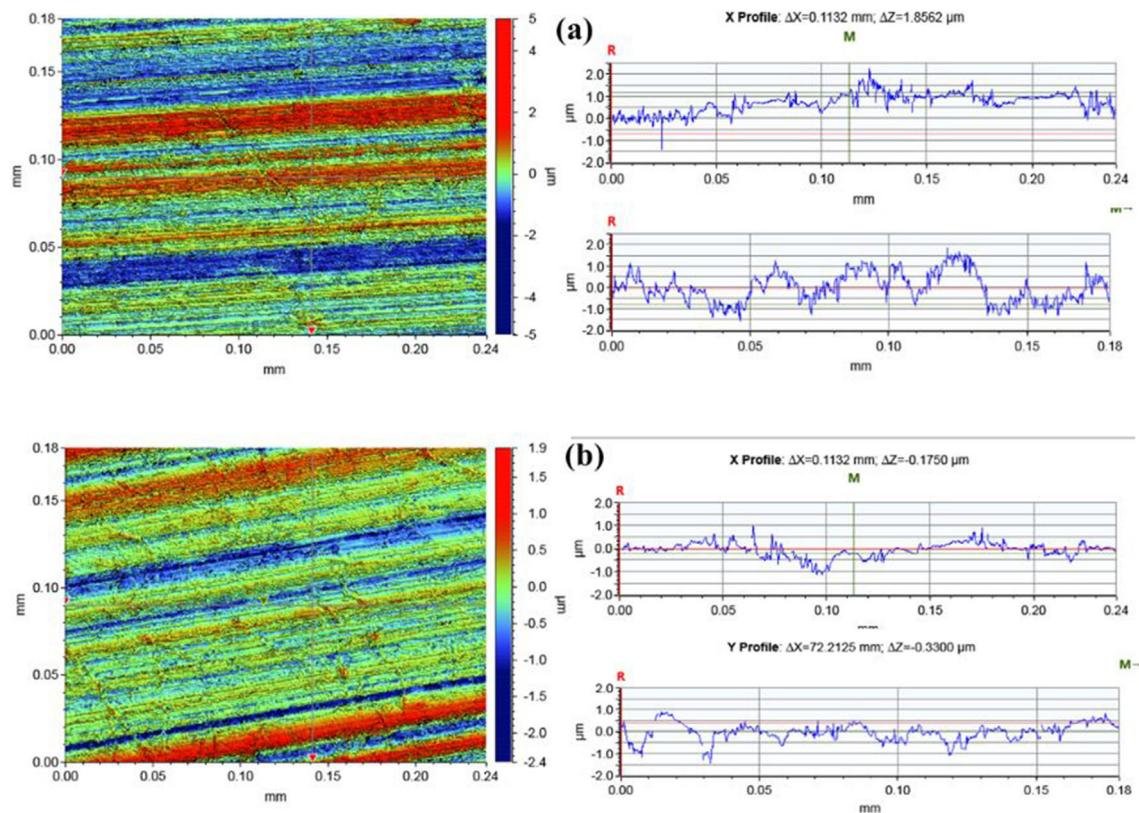 (a)
0.18
0.15
0.10
0.05
0.00
mm
0.00 0.05 0.10 0.15 0.20 0.24
mm
5
4
2
0
-2
-4
-5
µm
X Profile: ΔX=0.1132 mm; ΔZ=1.8562 µm
M
R
2.0
1.0
-1.0
-2.0
µm
0.00 0.05 0.10 0.15 0.20 0.24
mm
M→
R
2.0
1.0
0.0
-1.0
-2.0
µm
0.00 0.05 0.10 0.15 0.18
mm
(b)
0.18
0.15
0.10
0.05
0.00
mm
0.00 0.05 0.10 0.15 0.20 0.24
mm
1.9
1.5
1.0
0.5
0.0
-0.5
-1.0
-1.5
-2.0
-2.4
µm
X Profile: ΔX=0.1132 mm; ΔZ=-0.1750 µm
M
R
2.0
1.0
0.0
-1.0
-2.0
µm
0.00 0.05 0.10 0.15 0.20 0.24
mm
Y Profile: ΔX=72.2125 mm; ΔZ=-0.3300 µm
M→
R
2.0
1.0
0.0
-1.0
-2.0
µm
0.00 0.05 0.10 0.15 0.18
mm